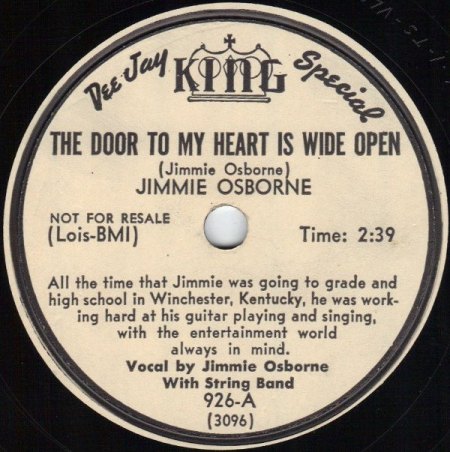 Dee Jay KING Special
THE DOOR TO MY HEART IS WIDE OPEN
(Jimmie Osborne)
JIMMIE OSBORNE
NOT FOR RESALE
(Lois-BMI) Time: 2:39
All the time that Jimmie was going to grade and
high school in Winchester, Kentucky, he was work-
ing hard at his guitar playing and singing,
with the entertainment world
always in mind.
Vocal by Jimmie Osborne
With String Band
926-A
(3096)